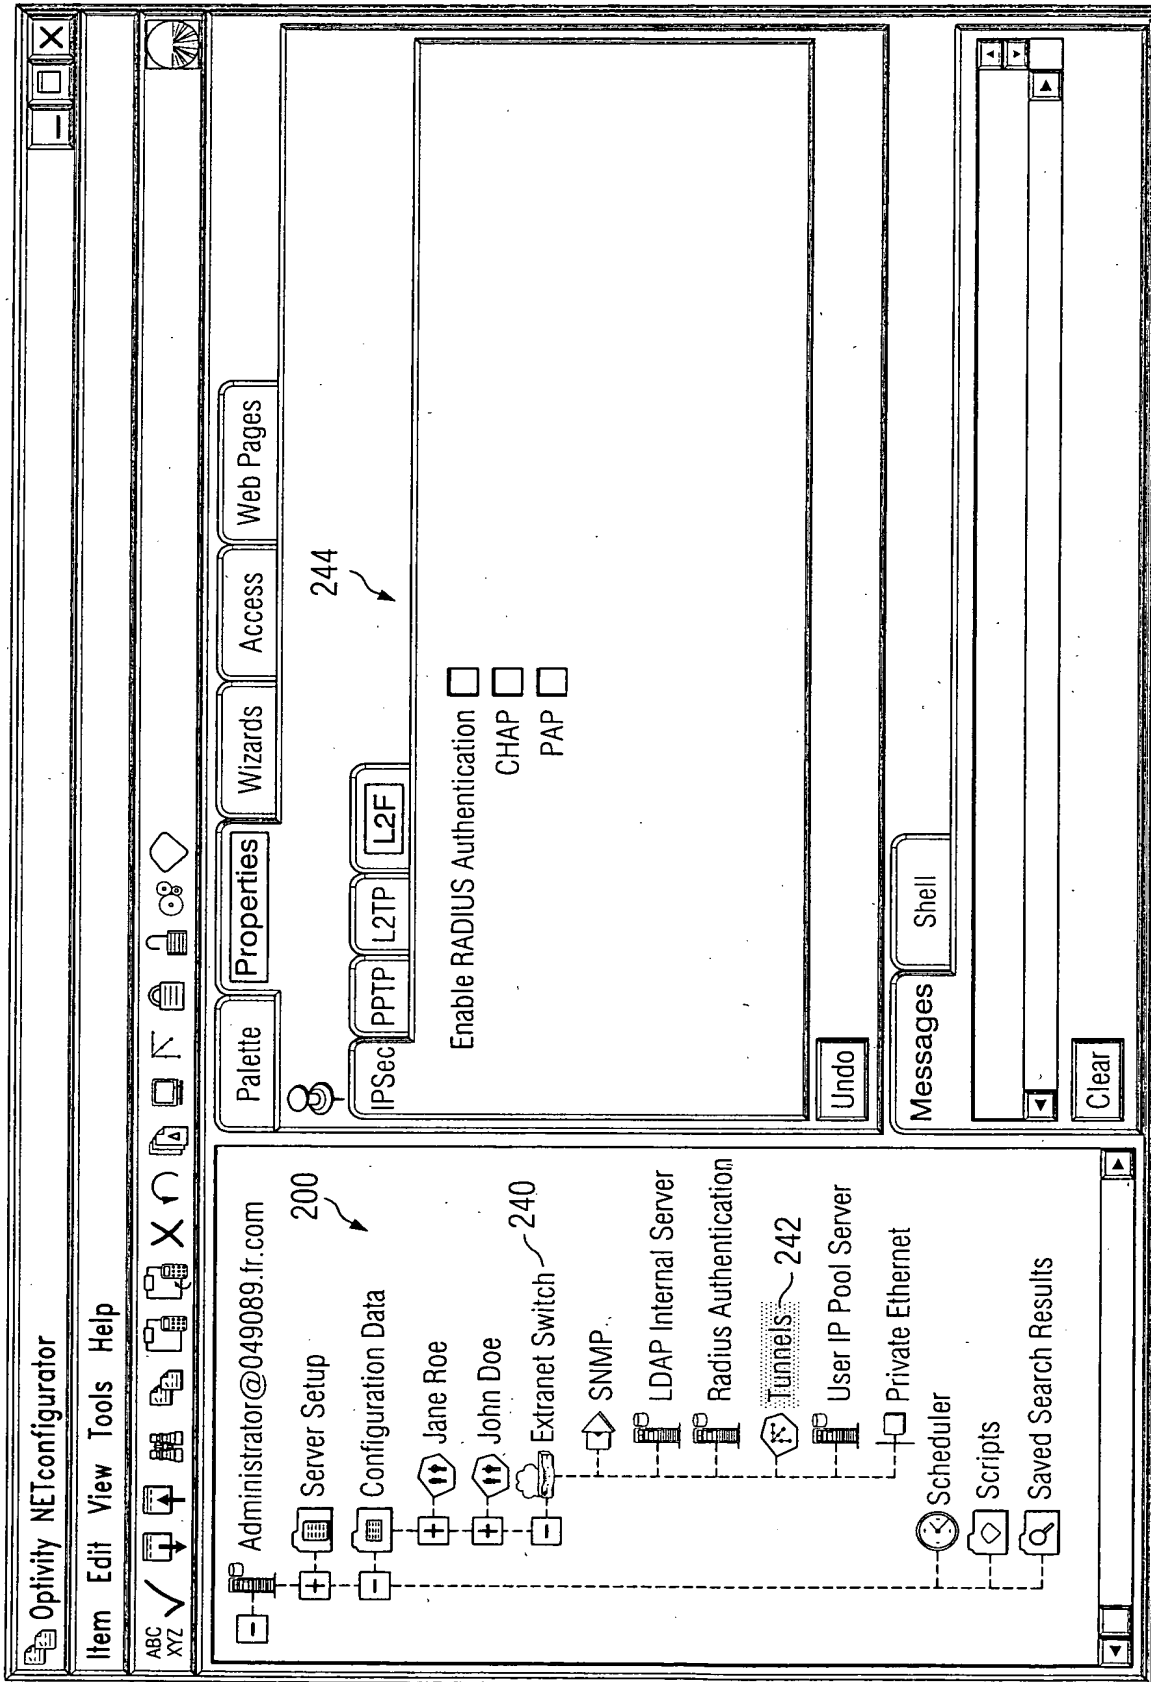 Optivity NETconfigurator
Item Edit View Tools Help
ABC
XYZ
Administrator@049089.fr.com
200
Server Setup
Configuration Data
Jane Roe
John Doe
Extranet Switch 240
SNMP
LDAP Internal Server
Radius Authentication
Tunnels 242
User IP Pool Server
Private Ethernet
Scheduler
Scripts
Saved Search Results
Palette Properties Wizards Access Web Pages
244
IPSec PPTP L2TP L2F
Enable RADIUS Authentication
CHAP
PAP
Undo
Messages Shell
Clear